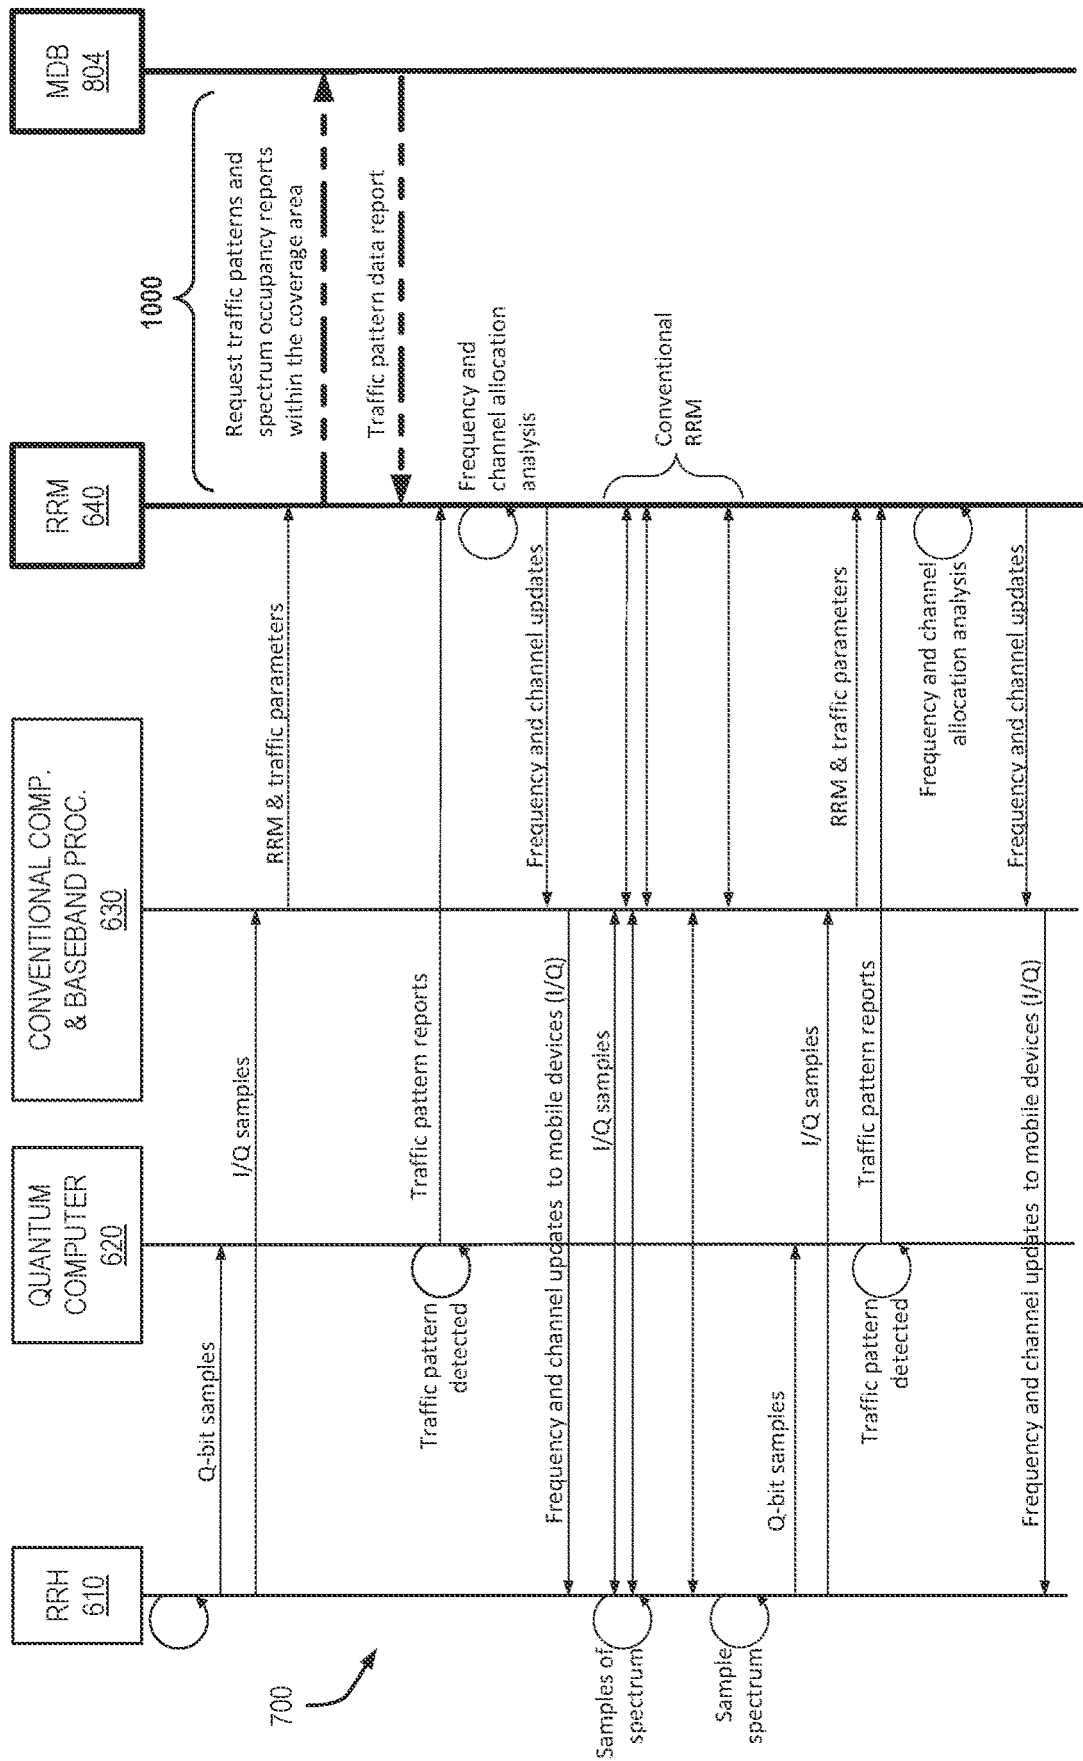 RRH
610
QUANTUM
COMPUTER
620
CONVENTIONAL COMP.
& BASEBAND PROC.
630
RRM
640
MDB
804
700
1000
Q-bit samples
I/Q samples
RRM & traffic parameters
Request traffic patterns and
spectrum occupancy reports
within the coverage area
Traffic pattern data report
Traffic pattern
detected
Traffic pattern reports
Frequency and
channel allocation
analysis
Frequency and channel updates
Frequency and channel updates to mobile devices (I/Q)
Samples of
spectrum
I/Q samples
Conventional
RRM
Sample
spectrum
Q-bit samples
I/Q samples
RRM & traffic parameters
Traffic pattern
detected
Traffic pattern reports
Frequency and channel
allocation analysis
Frequency and channel updates
Frequency and channel updates to mobile devices (I/Q)